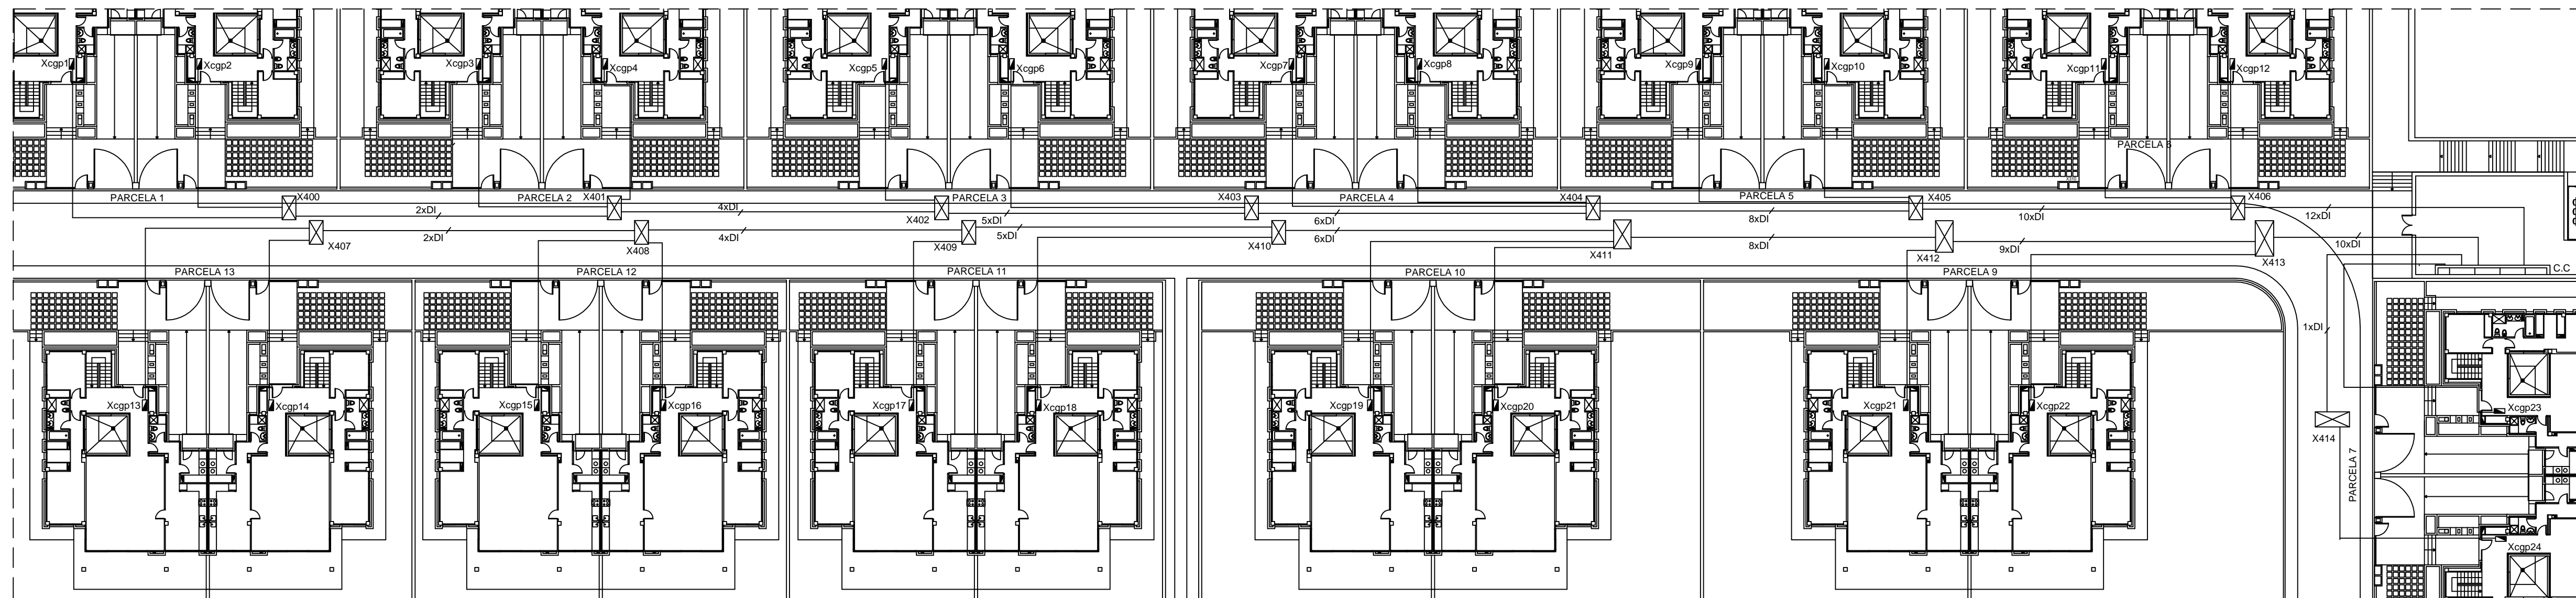 Xcgp1
Xcgp2
Xcgp3
Xcgp4
Xcgp5
Xcgp6
Xcgp7
Xcgp8
Xcgp9
Xcgp10
Xcgp11
Xcgp12
PARCELA 6
PARCELA 1
X400
PARCELA 2
X401
PARCELA 3
X403
PARCELA 4
X404
PARCELA 5
X405
X406
2xDI
4xDI
X402
5xDI
6xDI
8xDI
10xDI
12xDI
X407
2xDI
X408
4xDI
X409
5xDI
X410
6xDI
X411
8xDI
X412
9xDI
X413
10xDI
PARCELA 13
PARCELA 12
PARCELA 11
PARCELA 10
PARCELA 9
C.C
1xDI
Xcgp13
Xcgp14
Xcgp15
Xcgp16
Xcgp17
Xcgp18
Xcgp19
Xcgp20
Xcgp21
Xcgp22
Xcgp23
X414
PARCELA 7
Xcgp24